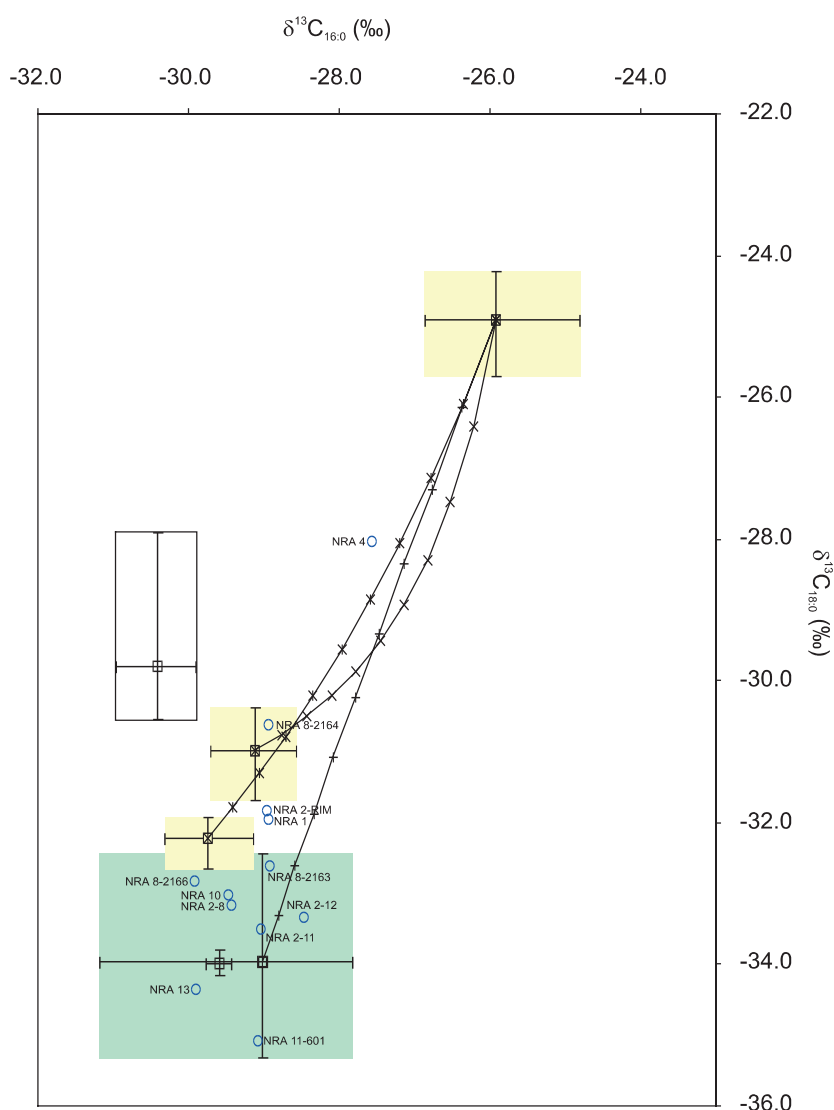 δ13C16:0 (‰)
-32.0 -30.0 -28.0 -26.0 -24.0
-22.0
-24.0
-26.0
NRA 4
-28.0
δ13C18:0 (‰)
-30.0
NRA 8-2164
NRA 2-RIM
NRA 1
-32.0
NRA 8-2163
NRA 8-2166
NRA 10
NRA 2-8
NRA 2-12
NRA 2-11
-34.0
NRA 13
NRA 11-601
-36.0